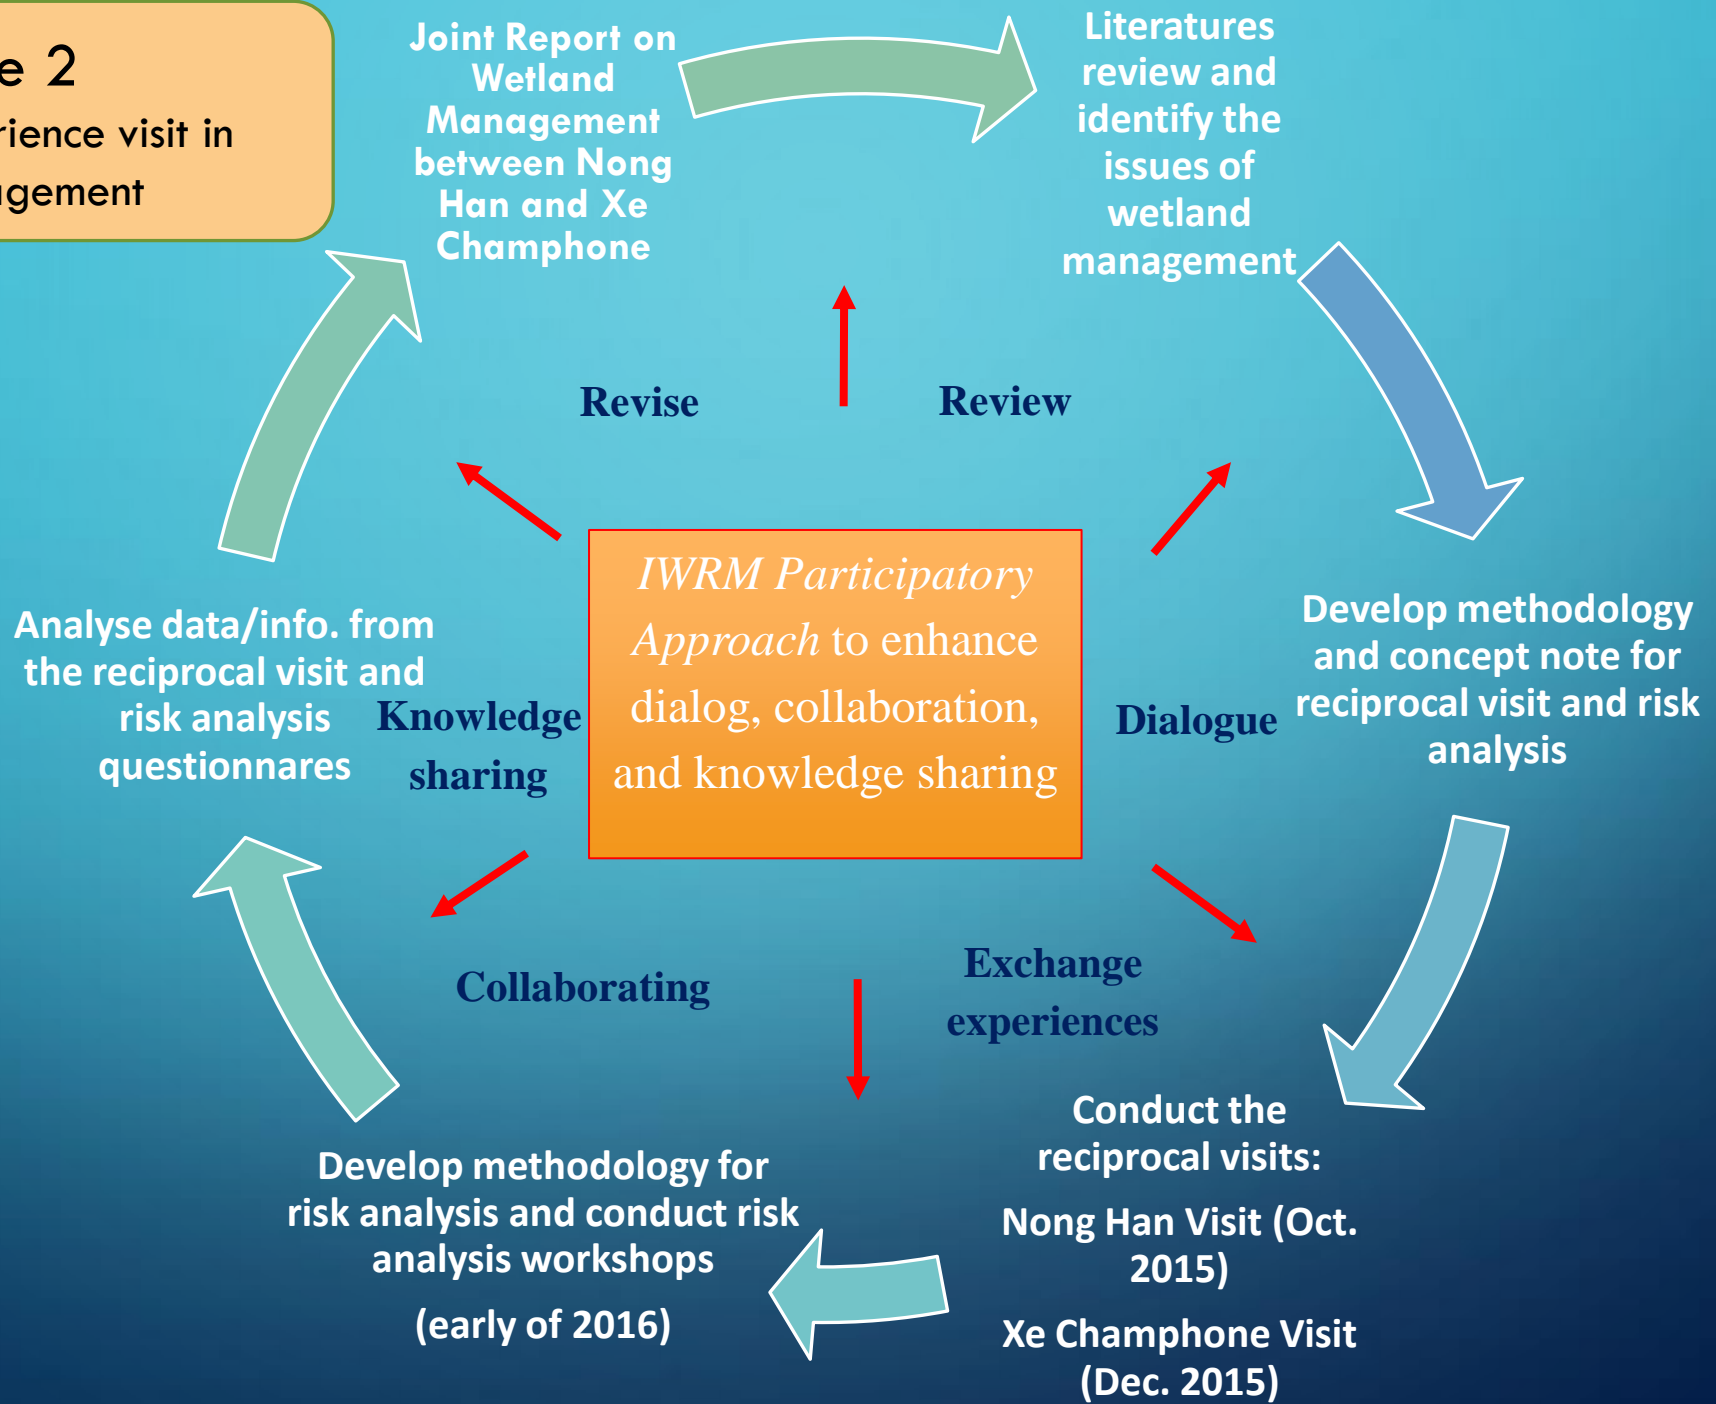 2
visit in
Joint Report on
Wetland
Management
between Nong
Han and Xe
Champhone
Literatures
review and
identify the
issues of
wetland
management
Develop methodology
and concept note for
reciprocal visit and risk
analysis
Conduct the
reciprocal visits:
Nong Han Visit (Oct.
2015)
Xe Champhone Visit
(Dec. 2015)
Develop methodology for
risk analysis and conduct risk
analysis workshops
(early of 2016)
Analyse data/info. from
the reciprocal visit and
risk analysis
questionnares
Revise
Review
Dialogue
Exchange
experiences
Collaborating
Knowledge
sharing
IWRM Participatory
Approach to enhance
dialog, collaboration,
and knowledge sharing